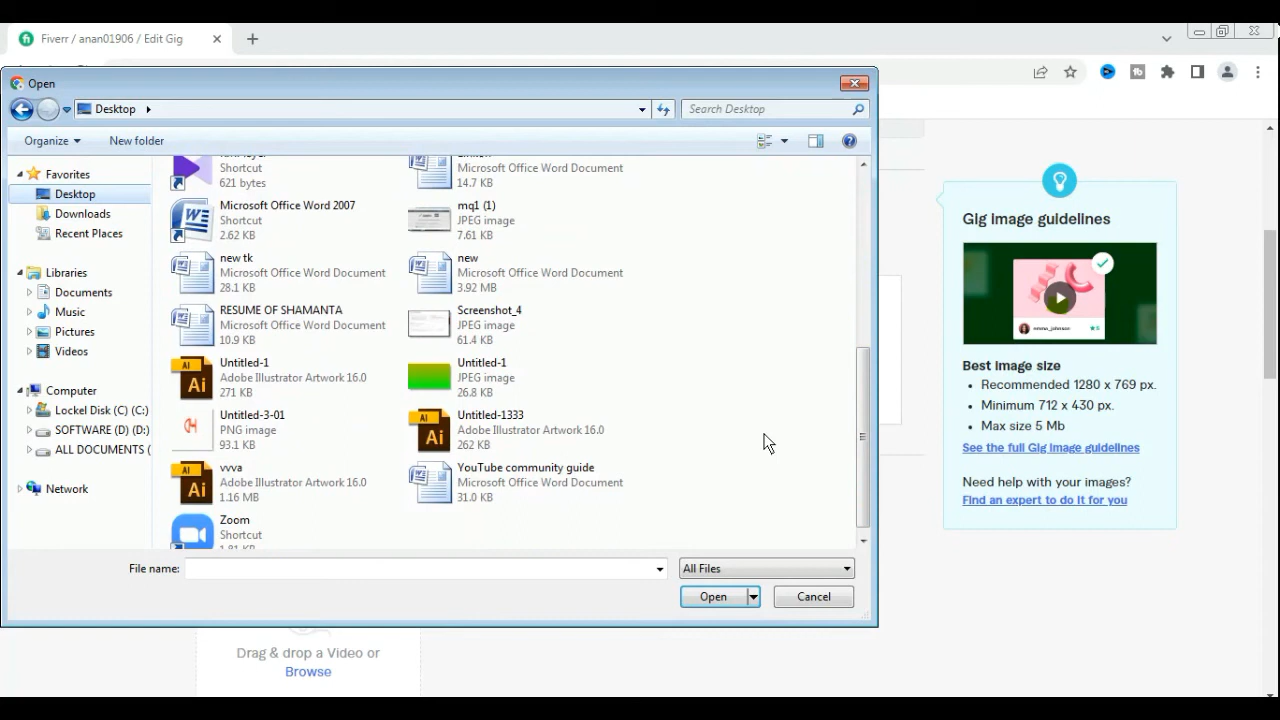 Fiverr / anan01906 / Edit Gig
Open
Desktop
Search Desktop
Organize
New folder
Favorites
Desktop
Downloads
Recent Places
Libraries
Documents
Music
Pictures
Videos
Computer
Lockel Disk (C) (C:)
SOFTWARE (D) (D:)
ALL DOCUMENTS (
Network
Shortcut
621 bytes
Microsoft Office Word Document
14.7 KB
Microsoft Office Word 2007
Shortcut
2.62 KB
mq1 (1)
JPEG image
7.61 KB
new tk
Microsoft Office Word Document
28.1 KB
new
Microsoft Office Word Document
3.92 MB
RESUME OF SHAMANTA
Microsoft Office Word Document
10.9 KB
Screenshot_4
JPEG image
61.4 KB
Untitled-1
Adobe Illustrator Artwork 16.0
271 KB
Untitled-1
JPEG image
26.8 KB
Untitled-3-01
PNG image
93.1 KB
Untitled-1333
Adobe Illustrator Artwork 16.0
262 KB
vvva
Adobe Illustrator Artwork 16.0
1.16 MB
YouTube community guide
Microsoft Office Word Document
31.0 KB
Zoom
Shortcut
1.81 KB
File name:
All Files
Open
Cancel
Gig image guidelines
Best image size
Recommended 1280 x 769 px.
Minimum 712 x 430 px.
Max size 5 Mb
See the full Gig image guidelines
Need help with your images?
Find an expert to do it for you
Drag & drop a Video or
Browse